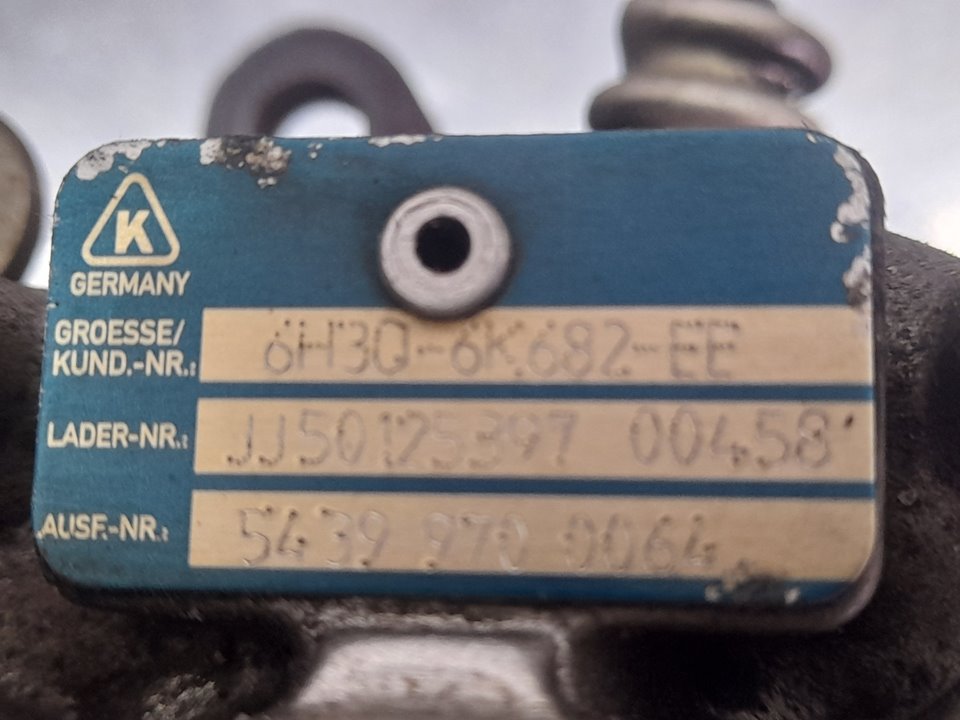 K
GERMANY
GROESSE/
KUND.-NR.: 6H3Q-6K682-EE
LADER-NR.: JJ50125397 00458
AUSF.-NR.: 5439 970 0064